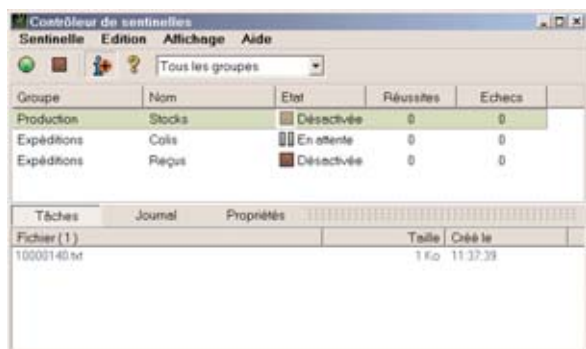 Contrôleur de sentinelles
Sentinelle Edition Affichage Aide
Tous les groupes
Groupe Nom Etat Réussites Echecs
Production Stocks Désactivée 0 0
Expéditions Colis En attente 0 0
Expéditions Reçus Désactivée 0 0
Tâches Journal Propriétés
Fichier (1) Taille Créé le
10000140.txt 1 Ko 11:37:39